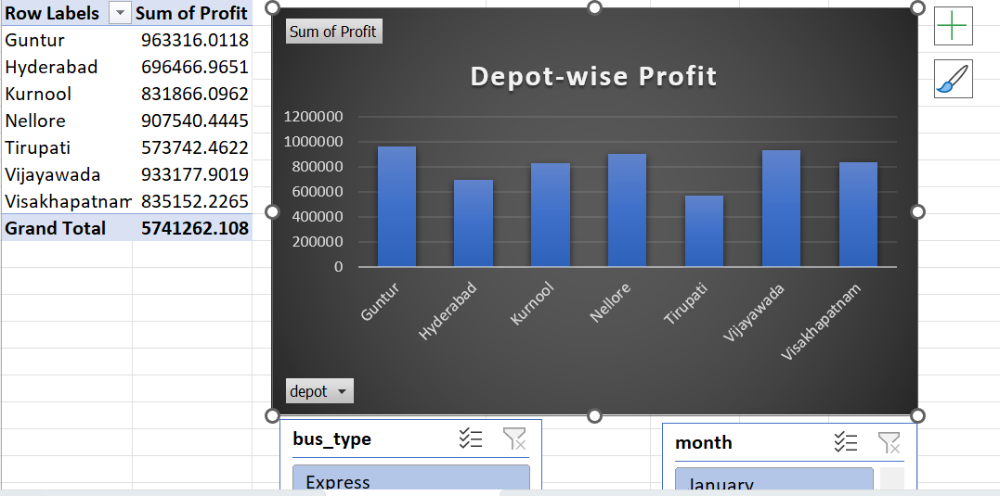 Row Labels Sum of Profit
Guntur 963316.0118
Hyderabad 696466.9651
Kurnool 831866.0962
Nellore 907540.4445
Tirupati 573742.4622
Vijayawada 933177.9019
Visakhapatnam 835152.2265
Grand Total 5741262.108
Sum of Profit
Depot-wise Profit
1200000
1000000
800000
600000
400000
200000
0
Guntur
Hyderabad
Kurnool
Nellore
Tirupati
Vijayawada
Visakhapatnam
depot
bus_type
Express
month
January